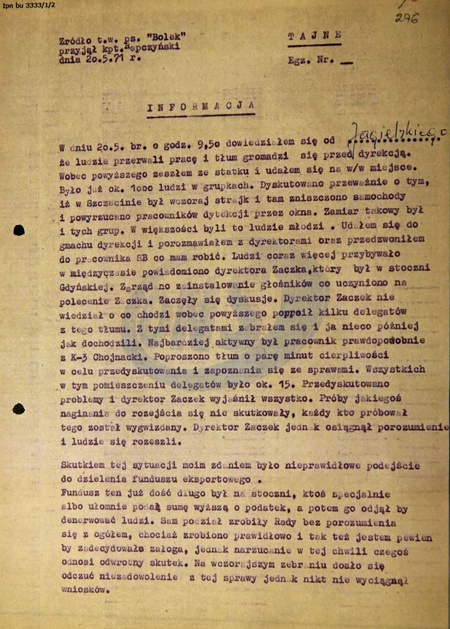 Ipn bu 3333/1/2
296
Zródło t.w. ps. "Bolek"
przyjął kpt. Rapczyński
dnia 20.5.71 r.
T A J N E
Egz. Nr.
I N F O R M A C J A
W dniu 20.5. br. o godz. 9,50 dowiedziałem się od Jagielskiego
że ludzie przerwali pracę i tłum gromadzi się przed dyrekcją.
Wobec powyższego zeszłem ze statku i udałem się na w/w miejsce.
Było już ok. 1000 ludzi w grupkach. Dyskutowano przeważnie o tym,
iż w Szczecinie był wczoraj strajk i tam zniszczono samochody
i powyrzucano pracowników dytekcji przez okna. Zamiar takowy był
i tych grup. W większości byli to ludzie młodzi . Udałem się do
gmachu dyrekcji i porozmawiałem z dyrektorami oraz przedzwoniłem
do pracownika SB co mam robić. Ludzi coraz więcej przybywało
w międzyczasie powiadomiono dyrektora Zaczka,który był w stoczni
Gdyńskiej. Zarząd no zainstalowanie głośników co uczyniono na
polecenie Zaczka. Zaczęły się dyskusje. Dyrektor Zaczek nie
wiedział o co chodzi wobec powyższego poprosił kilku delegatów
z tego tłumu. Z tymi delegatami zabrałem się i ja nieco później
jak dochodzili. Najbardziej aktywny był pracownik prawdopodobnie
z K-3 Chojnacki. Poproszono tłum o parę minut cierpliwości
w celu przedyskutowania i zapoznania się ze sprawami. Wszystkich
w tym pomieszczeniu delegatów było ok. 15. Przedyskutowano
problemy i dyrektor Zaczek wyjaśnił wszystko. Próby jakiegoś
naginania do rozejścia się nie skutkowały, każdy kto próbował
tego został wygwizdany. Dyrektor Zaczek jednak osiągnął porozumienie
i ludzie się rozeszli.
Skutkiem tej sytuacji moim zdaniem było nieprawidłowe podejście
do dzielenia funduszu eksportowego .
Fundusz ten już dość długo był na stoczni, ktoś specjalnie
albo ułomnie podał sumę wyższą o podatek, a potem go odjął by
denerwować ludzi. Sam podział zrobiły Rady bez porozumienia
się z ogółem, chociaż zrobiono prawidłowo i tak też jestem pewien
by zadecydowała załoga, jednak narzucanie w tej chwili czegoś
odnosi odwrotny skutek. Na wczorajszym zebraniu doało się
odczuć niezadowolenie z tej sprawy jednak nikt nie wyciągnął
wniosków.